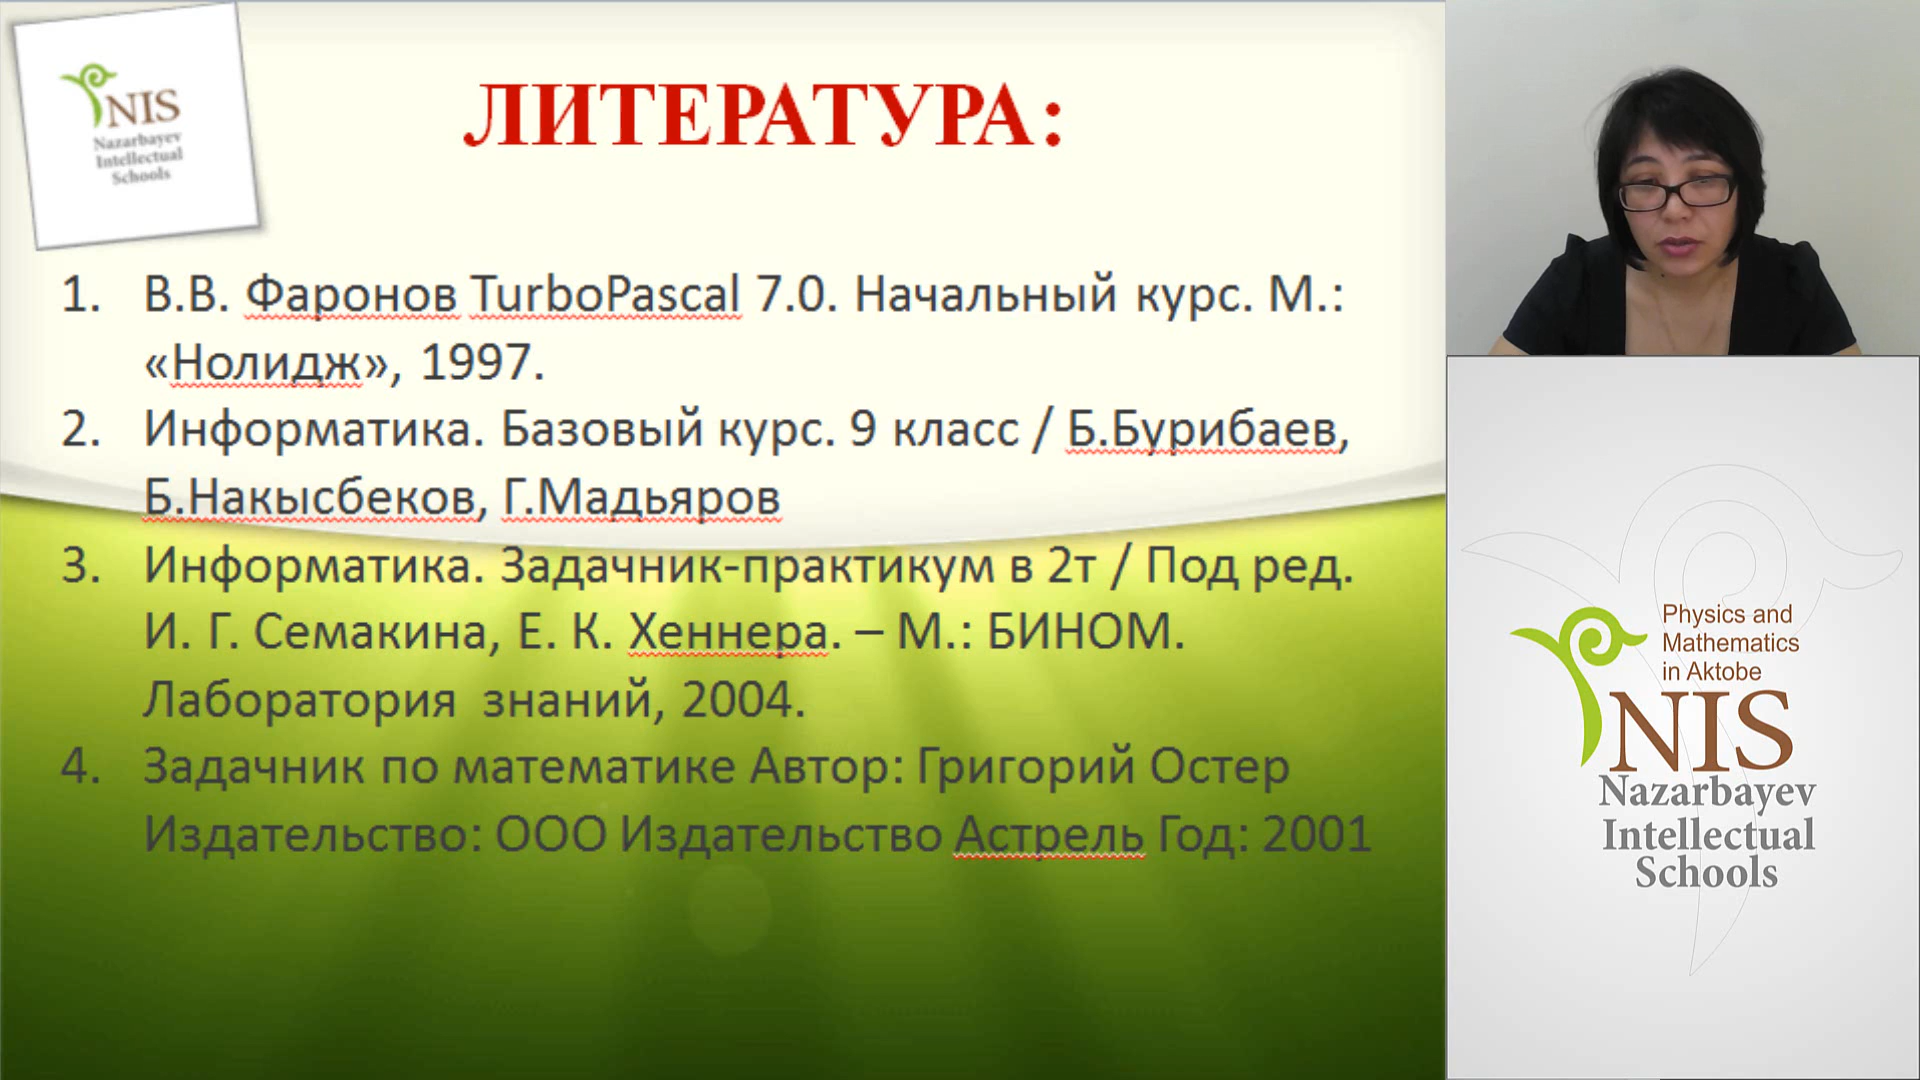 NIS
Nazarbayev
Intellectual
Schools
ЛИТЕРАТУРА:
1. В.В. Фаронов TurboPascal 7.0. Начальный курс. М.:
«Нолидж», 1997.
2. Информатика. Базовый курс. 9 класс / Б.Бурибаев,
Б.Накысбеков, Г.Мадьяров
3. Информатика. Задачник-практикум в 2т / Под ред.
И. Г. Семакина, Е. К. Хеннера. – М.: БИНОМ.
Лаборатория знаний, 2004.
4. Задачник по математике Автор: Григорий Остер
Издательство: ООО Издательство Астрель Год: 2001
Physics and
Mathematics
in Aktobe
NIS
Nazarbayev
Intellectual
Schools